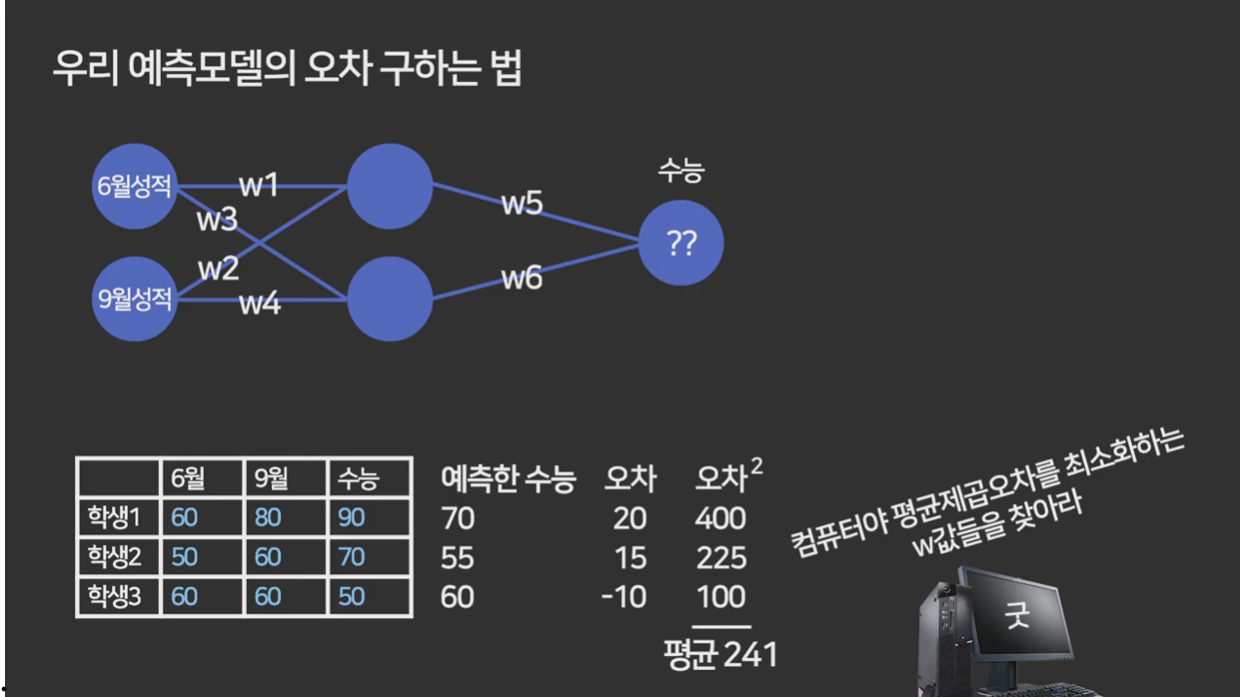 우리 예측모델의 오차 구하는 법
수능
6월성적
w1
w3
w5
??
w2
w6
9월성적
w4
6월 9월 수능 예측한 수능 오차 오차²
학생1 60 80 90 70 20 400
학생2 50 60 70 55 15 225
학생3 60 60 50 60 -10 100
평균 241
컴퓨터야 평균제곱오차를 최소화하는
w값들을 찾아라
굿